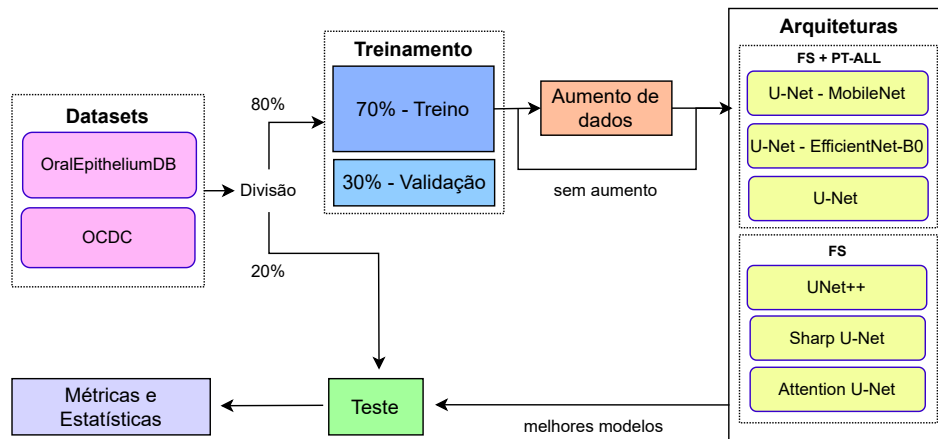 Datasets
OralEpitheliumDB
OCDC
Divisão
80%
20%
Treinamento
70% - Treino
30% - Validação
Aumento de
dados
sem aumento
Arquiteturas
FS + PT-ALL
U-Net - MobileNet
U-Net - EfficientNet-B0
U-Net
FS
UNet++
Sharp U-Net
Attention U-Net
melhores modelos
Teste
Métricas e
Estatísticas